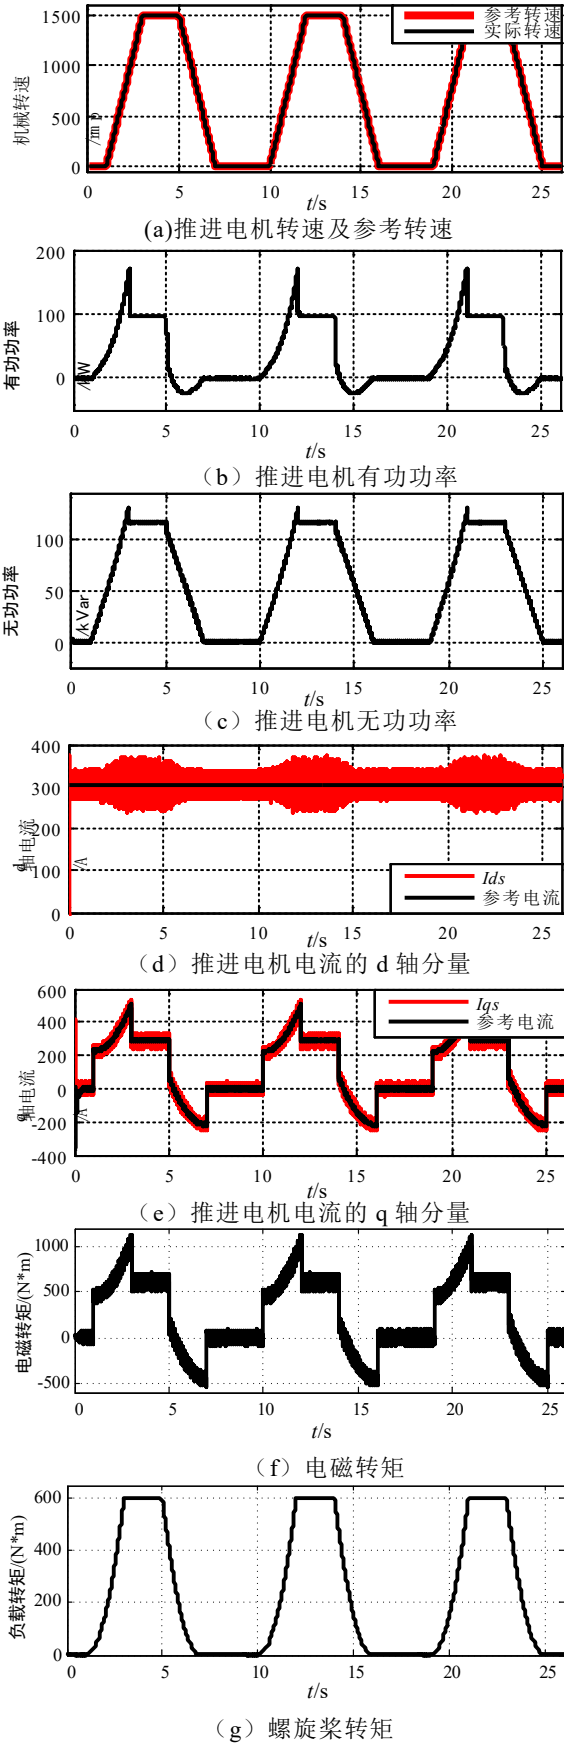 1500
1000
500
0
机械转速
/rrp
参考转速
实际转速
0 5 10 15 20 25
t/s
(a)推进电机转速及参考转速
200
100
0
有功功率
/kW
0 5 10 15 20 25
t/s
（b）推进电机有功功率
100
50
0
无功功率
/kVar
0 5 10 15 20 25
t/s
（c）推进电机无功功率
400
300
200
100
0
d轴电流
/A
Ids
参考电流
0 5 10 15 20 25
t/s
（d）推进电机电流的 d 轴分量
600
400
200
0
-200
-400
q轴电流
/A
Iqs
参考电流
0 5 10 15 20 25
t/s
（e）推进电机电流的 q 轴分量
1000
500
0
-500
电磁转矩/(N*m)
0 5 10 15 20 25
t/s
（f）电磁转矩
600
400
200
0
负载转矩/(N*m)
0 5 10 15 20 25
t/s
（g）螺旋桨转矩